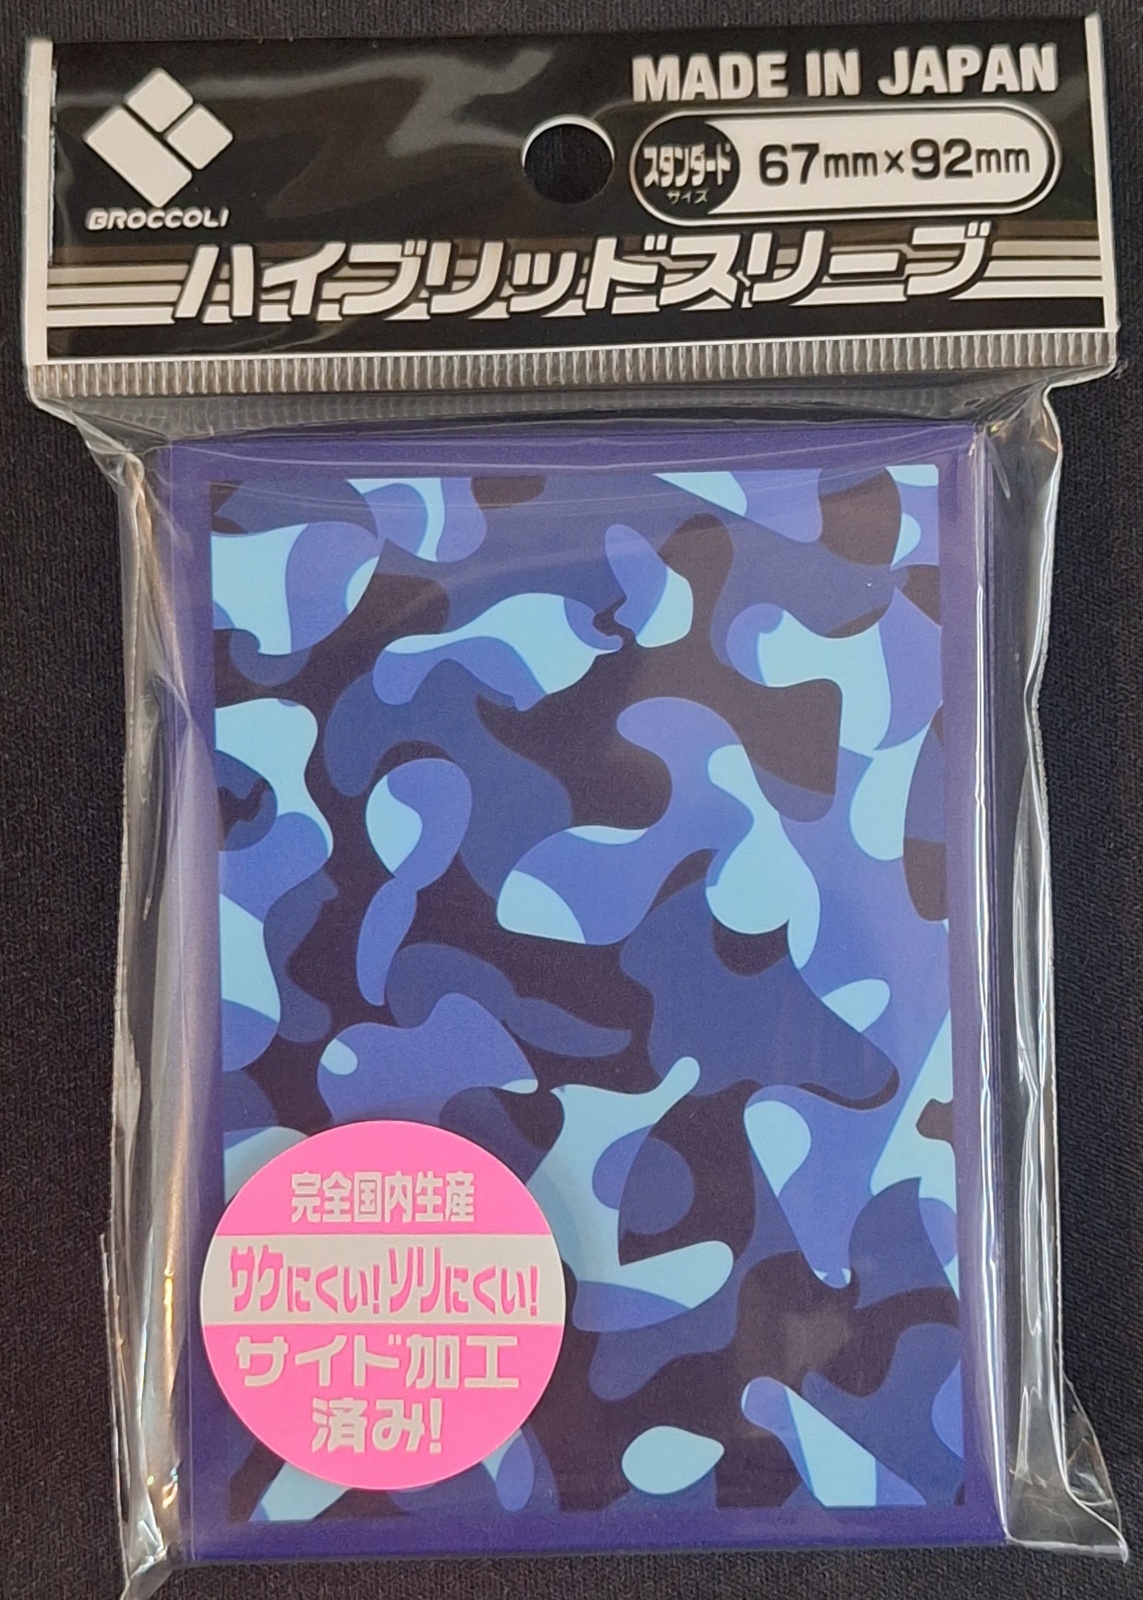 MADE IN JAPAN
BROCCOLI
スタンダード
サイズ
67mm×92mm
ハイブリッドスリーブ
完全国内生産
サケにくい!ソリにくい!
サイド加工
済み!